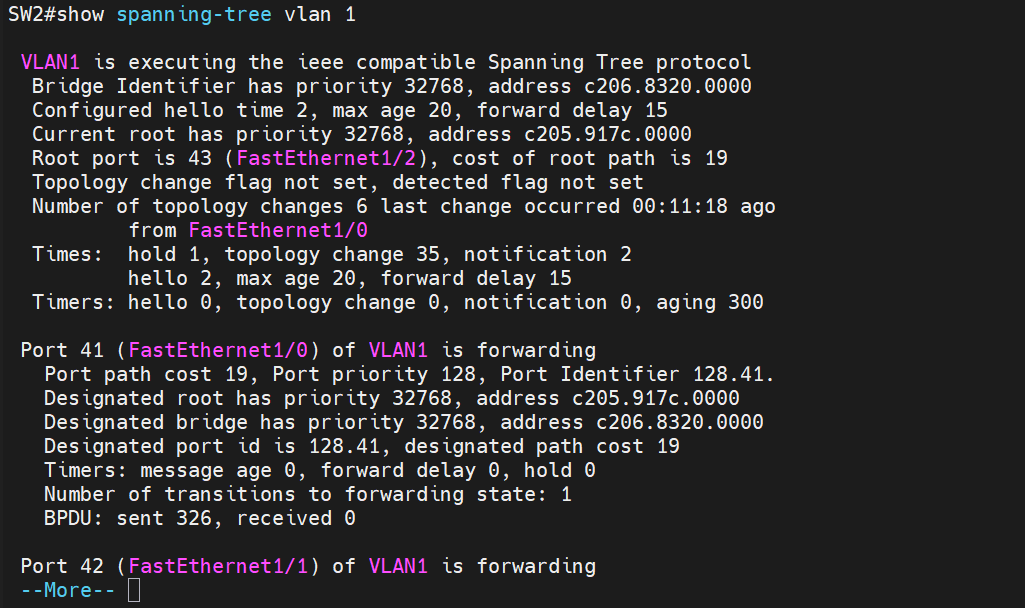 SW2#show spanning-tree vlan 1
VLAN1 is executing the ieee compatible Spanning Tree protocol
Bridge Identifier has priority 32768, address c206.8320.0000
Configured hello time 2, max age 20, forward delay 15
Current root has priority 32768, address c205.917c.0000
Root port is 43 (FastEthernet1/2), cost of root path is 19
Topology change flag not set, detected flag not set
Number of topology changes 6 last change occurred 00:11:18 ago
from FastEthernet1/0
Times:  hold 1, topology change 35, notification 2
hello 2, max age 20, forward delay 15
Timers: hello 0, topology change 0, notification 0, aging 300
Port 41 (FastEthernet1/0) of VLAN1 is forwarding
Port path cost 19, Port priority 128, Port Identifier 128.41.
Designated root has priority 32768, address c205.917c.0000
Designated bridge has priority 32768, address c206.8320.0000
Designated port id is 128.41, designated path cost 19
Timers: message age 0, forward delay 0, hold 0
Number of transitions to forwarding state: 1
BPDU: sent 326, received 0
Port 42 (FastEthernet1/1) of VLAN1 is forwarding
--More--